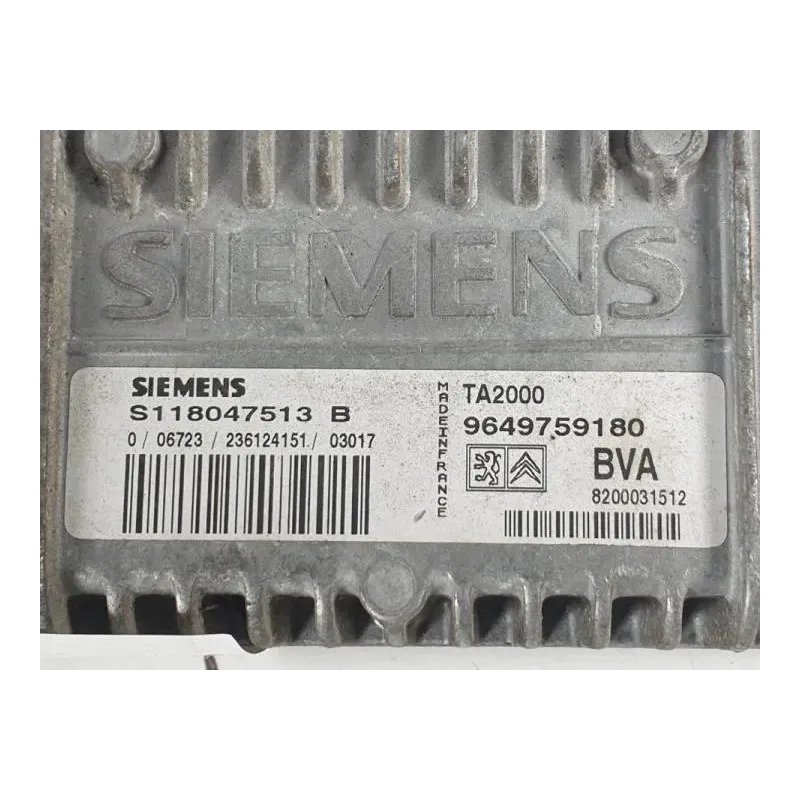 SIEMENS
SIEMENS
S118047513 B
0 / 06723 / 236124151 / 03017
MADEINFRANCE
TA2000
9649759180
BVA
8200031512